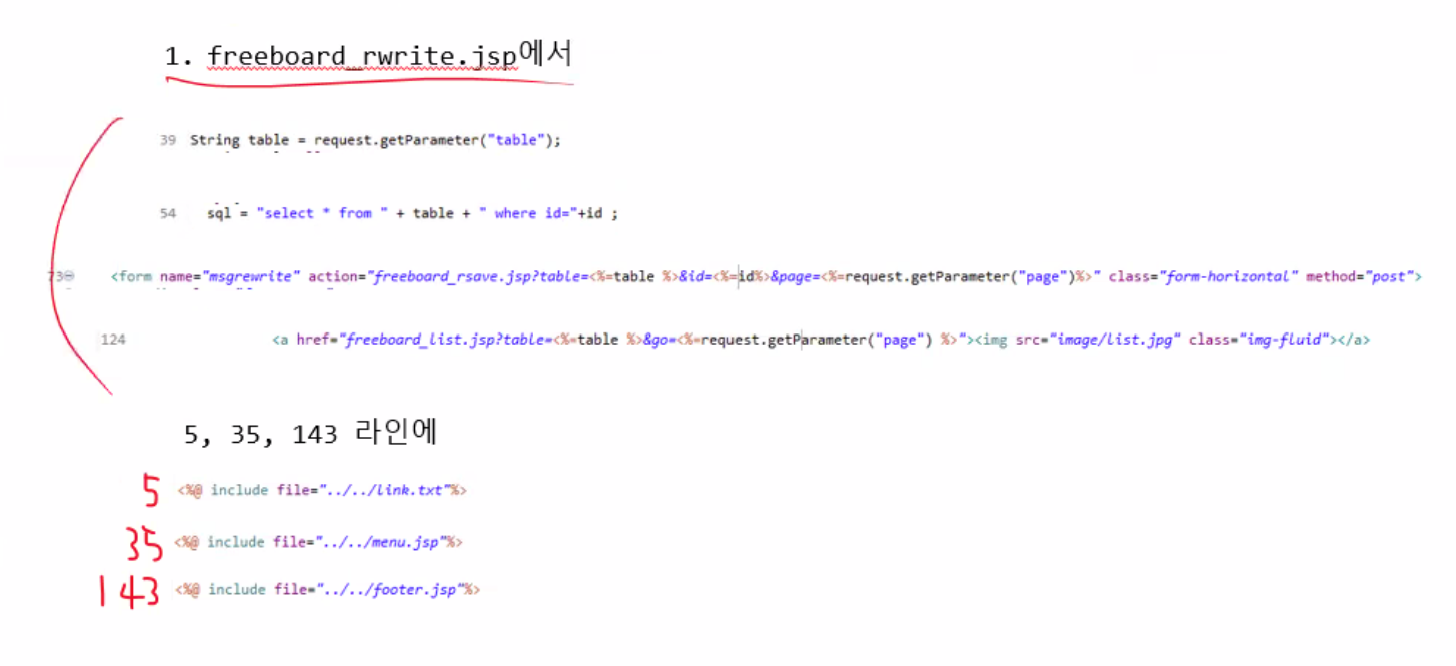 1. freeboard_rwrite.jsp에서
39 String table = request.getParameter("table");
54 sql = "select * from " + table + " where id="+id ;
73 <form name="msgrewrite" action="freeboard_rsave.jsp?table=<%=table %>&id=<%=id%>&page=<%=request.getParameter("page")%>" class="form-horizontal" method="post">
124 <a href="freeboard_list.jsp?table=<%=table %>&go=<%=request.getParameter("page") %>"><img src="image/list.jpg" class="img-fluid"></a>
5, 35, 143 라인에
5 <%@ include file="../../link.txt"%>
35 <%@ include file="../../menu.jsp"%>
143 <%@ include file="../../footer.jsp"%>